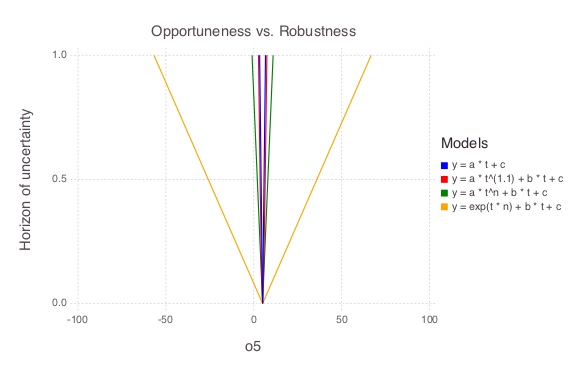 Opportuneness vs. Robustness
1.0
0.5
0.0
Horizon of uncertainty
-100
-50
0
50
100
o5
Models
y = a * t + c
y = a * t^(1.1) + b * t + c
y = a * t^n + b * t + c
y = exp(t * n) + b * t + c